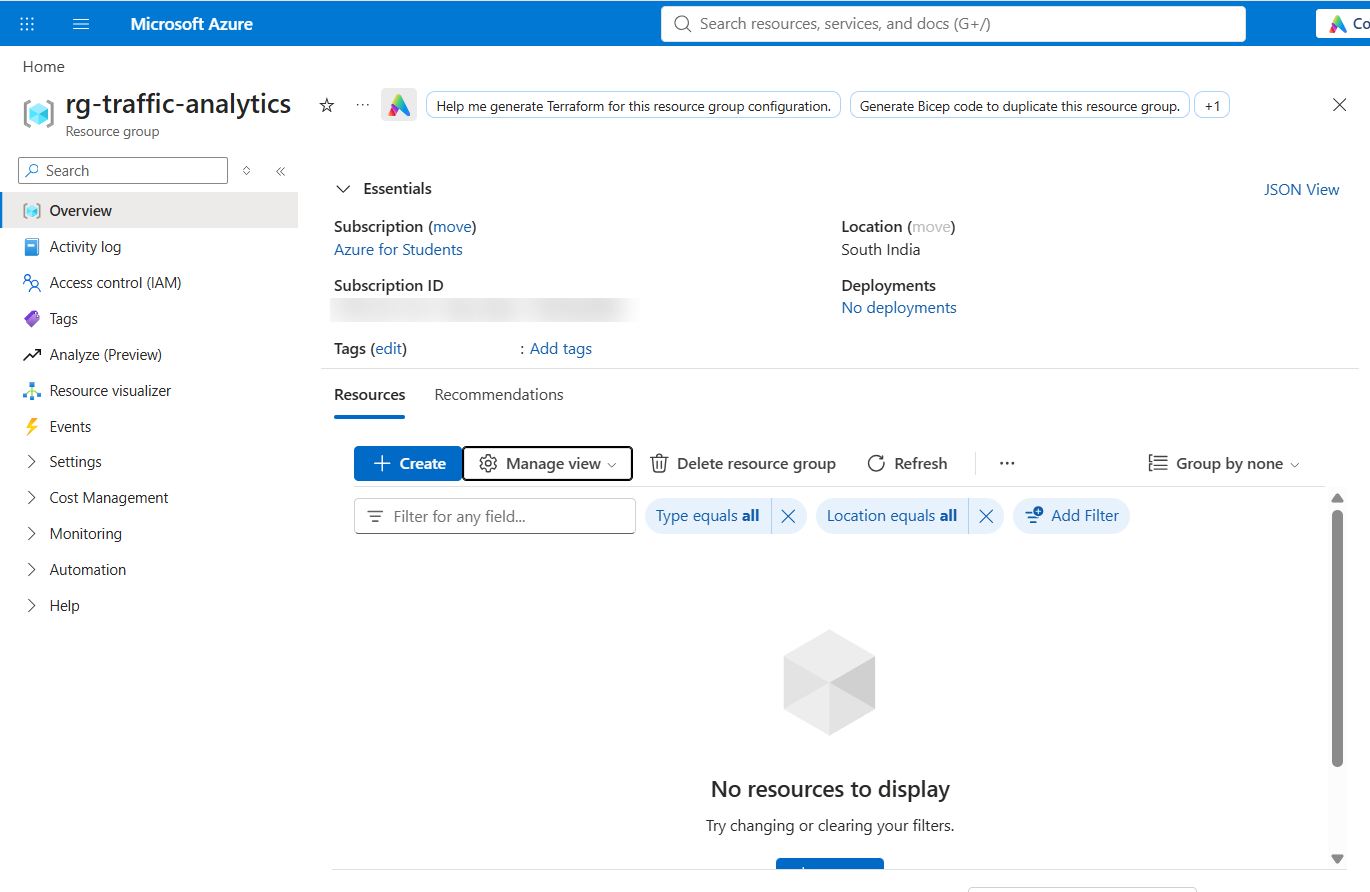 Microsoft Azure
Search resources, services, and docs (G+/)
Co
Home
rg-traffic-analytics
Resource group
Help me generate Terraform for this resource group configuration.
Generate Bicep code to duplicate this resource group.
+1
Search
Overview
Activity log
Access control (IAM)
Tags
Analyze (Preview)
Resource visualizer
Events
Settings
Cost Management
Monitoring
Automation
Help
Essentials
JSON View
Subscription (move)
Azure for Students
Subscription ID
Location (move)
South India
Deployments
No deployments
Tags (edit) : Add tags
Resources Recommendations
Create Manage view Delete resource group Refresh ... Group by none
Filter for any field... Type equals all Location equals all Add Filter
No resources to display
Try changing or clearing your filters.